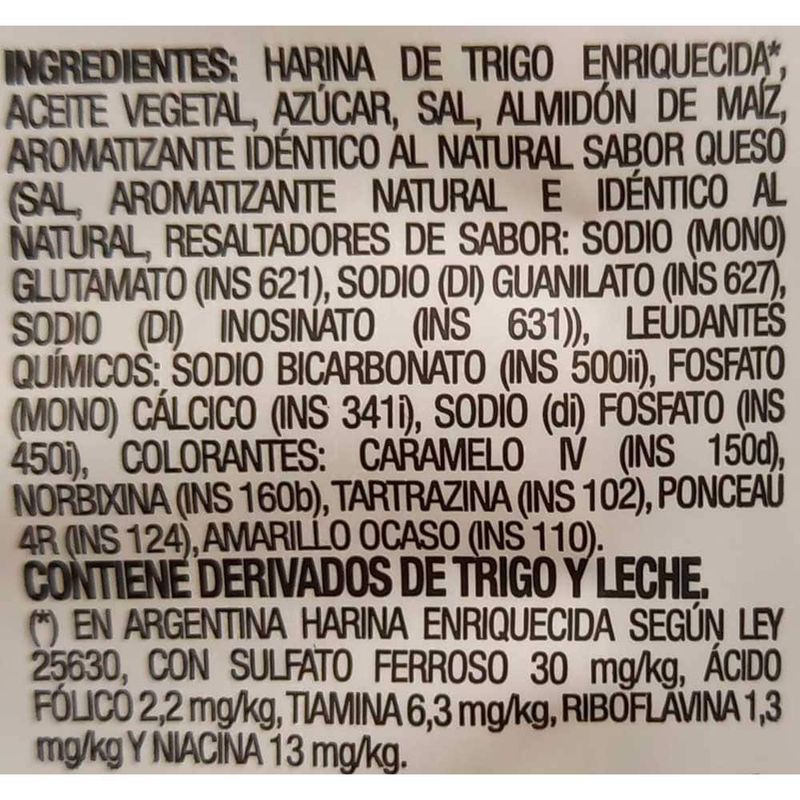 INGREDIENTES: HARINA DE TRIGO ENRIQUECIDA*,
ACEITE VEGETAL, AZÚCAR, SAL, ALMIDÓN DE MAÍZ,
AROMATIZANTE IDÉNTICO AL NATURAL SABOR QUESO
(SAL, AROMATIZANTE NATURAL E IDÉNTICO AL
NATURAL, RESALTADORES DE SABOR: SODIO (MONO)
GLUTAMATO (INS 621), SODIO (DI) GUANILATO (INS 627),
SODIO (DI) INOSINATO (INS 631)), LEUDANTES
QUÍMICOS: SODIO BICARBONATO (INS 500ii), FOSFATO
(MONO) CÁLCICO (INS 341i), SODIO (di) FOSFATO (INS
450i), COLORANTES: CARAMELO IV (INS 150d),
NORBIXINA (INS 160b), TARTRAZINA (INS 102), PONCEAU
4R (INS 124), AMARILLO OCASO (INS 110).
CONTIENE DERIVADOS DE TRIGO Y LECHE.
(*) EN ARGENTINA HARINA ENRIQUECIDA SEGÚN LEY
25630, CON SULFATO FERROSO 30 mg/kg, ÁCIDO
FÓLICO 2,2 mg/kg, TIAMINA 6,3 mg/kg, RIBOFLAVINA 1,3
mg/kg Y NIACINA 13 mg/kg.